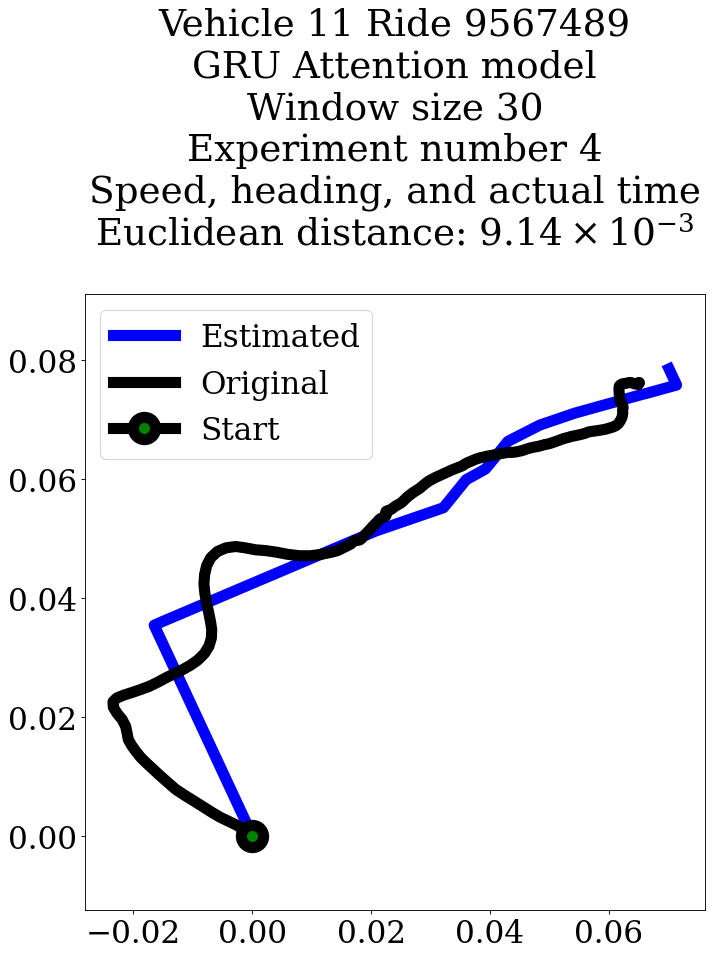 Vehicle 11 Ride 9567489
GRU Attention model
Window size 30
Experiment number 4
Speed, heading, and actual time
Euclidean distance: 9.14 × 10⁻³
Estimated
Original
Start
0.08
0.06
0.04
0.02
0.00
−0.02 0.00 0.02 0.04 0.06